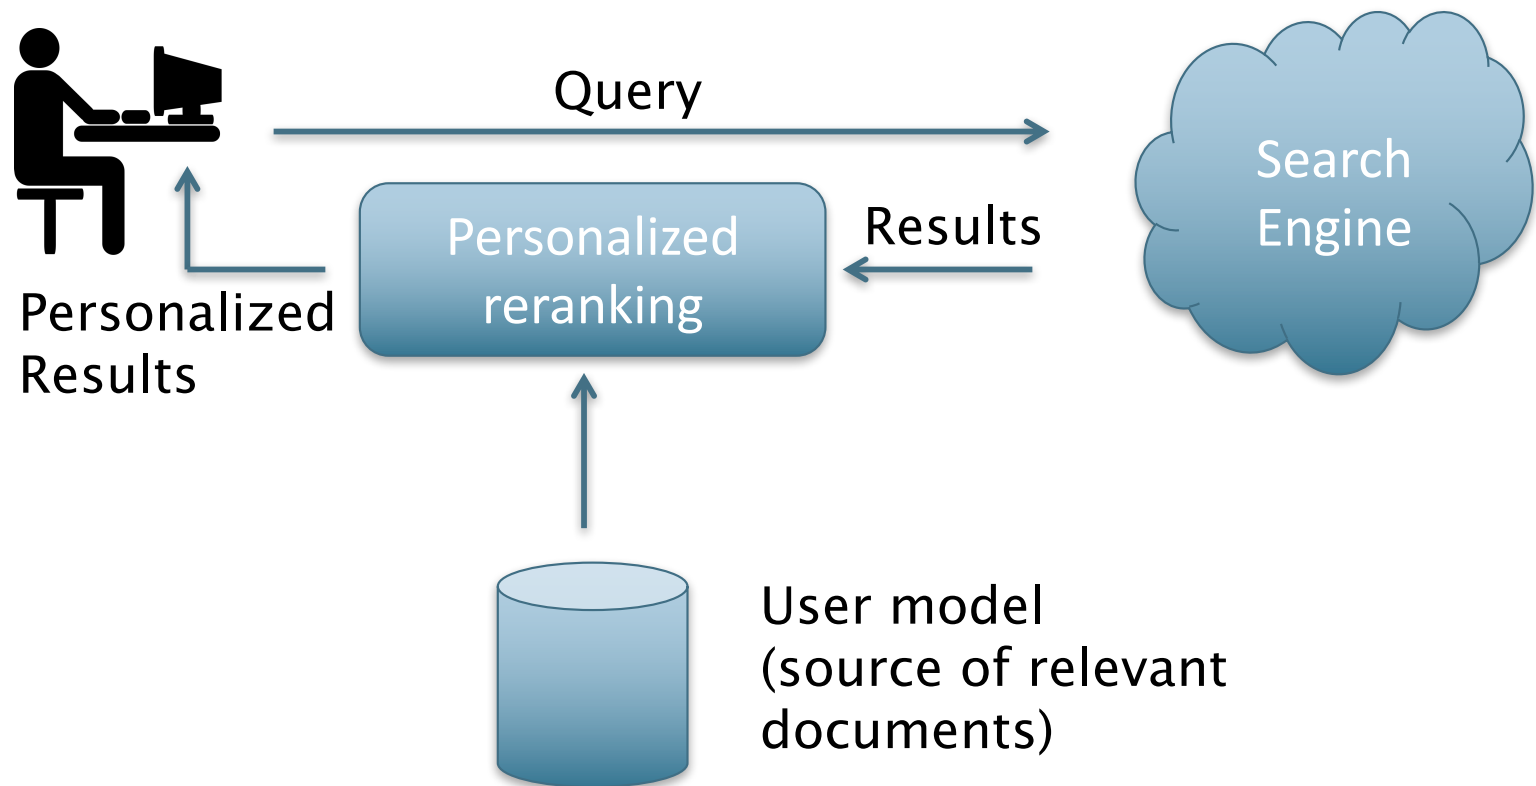 Query
Search
Engine
Results
Personalized
reranking
Personalized
Results
User model
(source of relevant
documents)